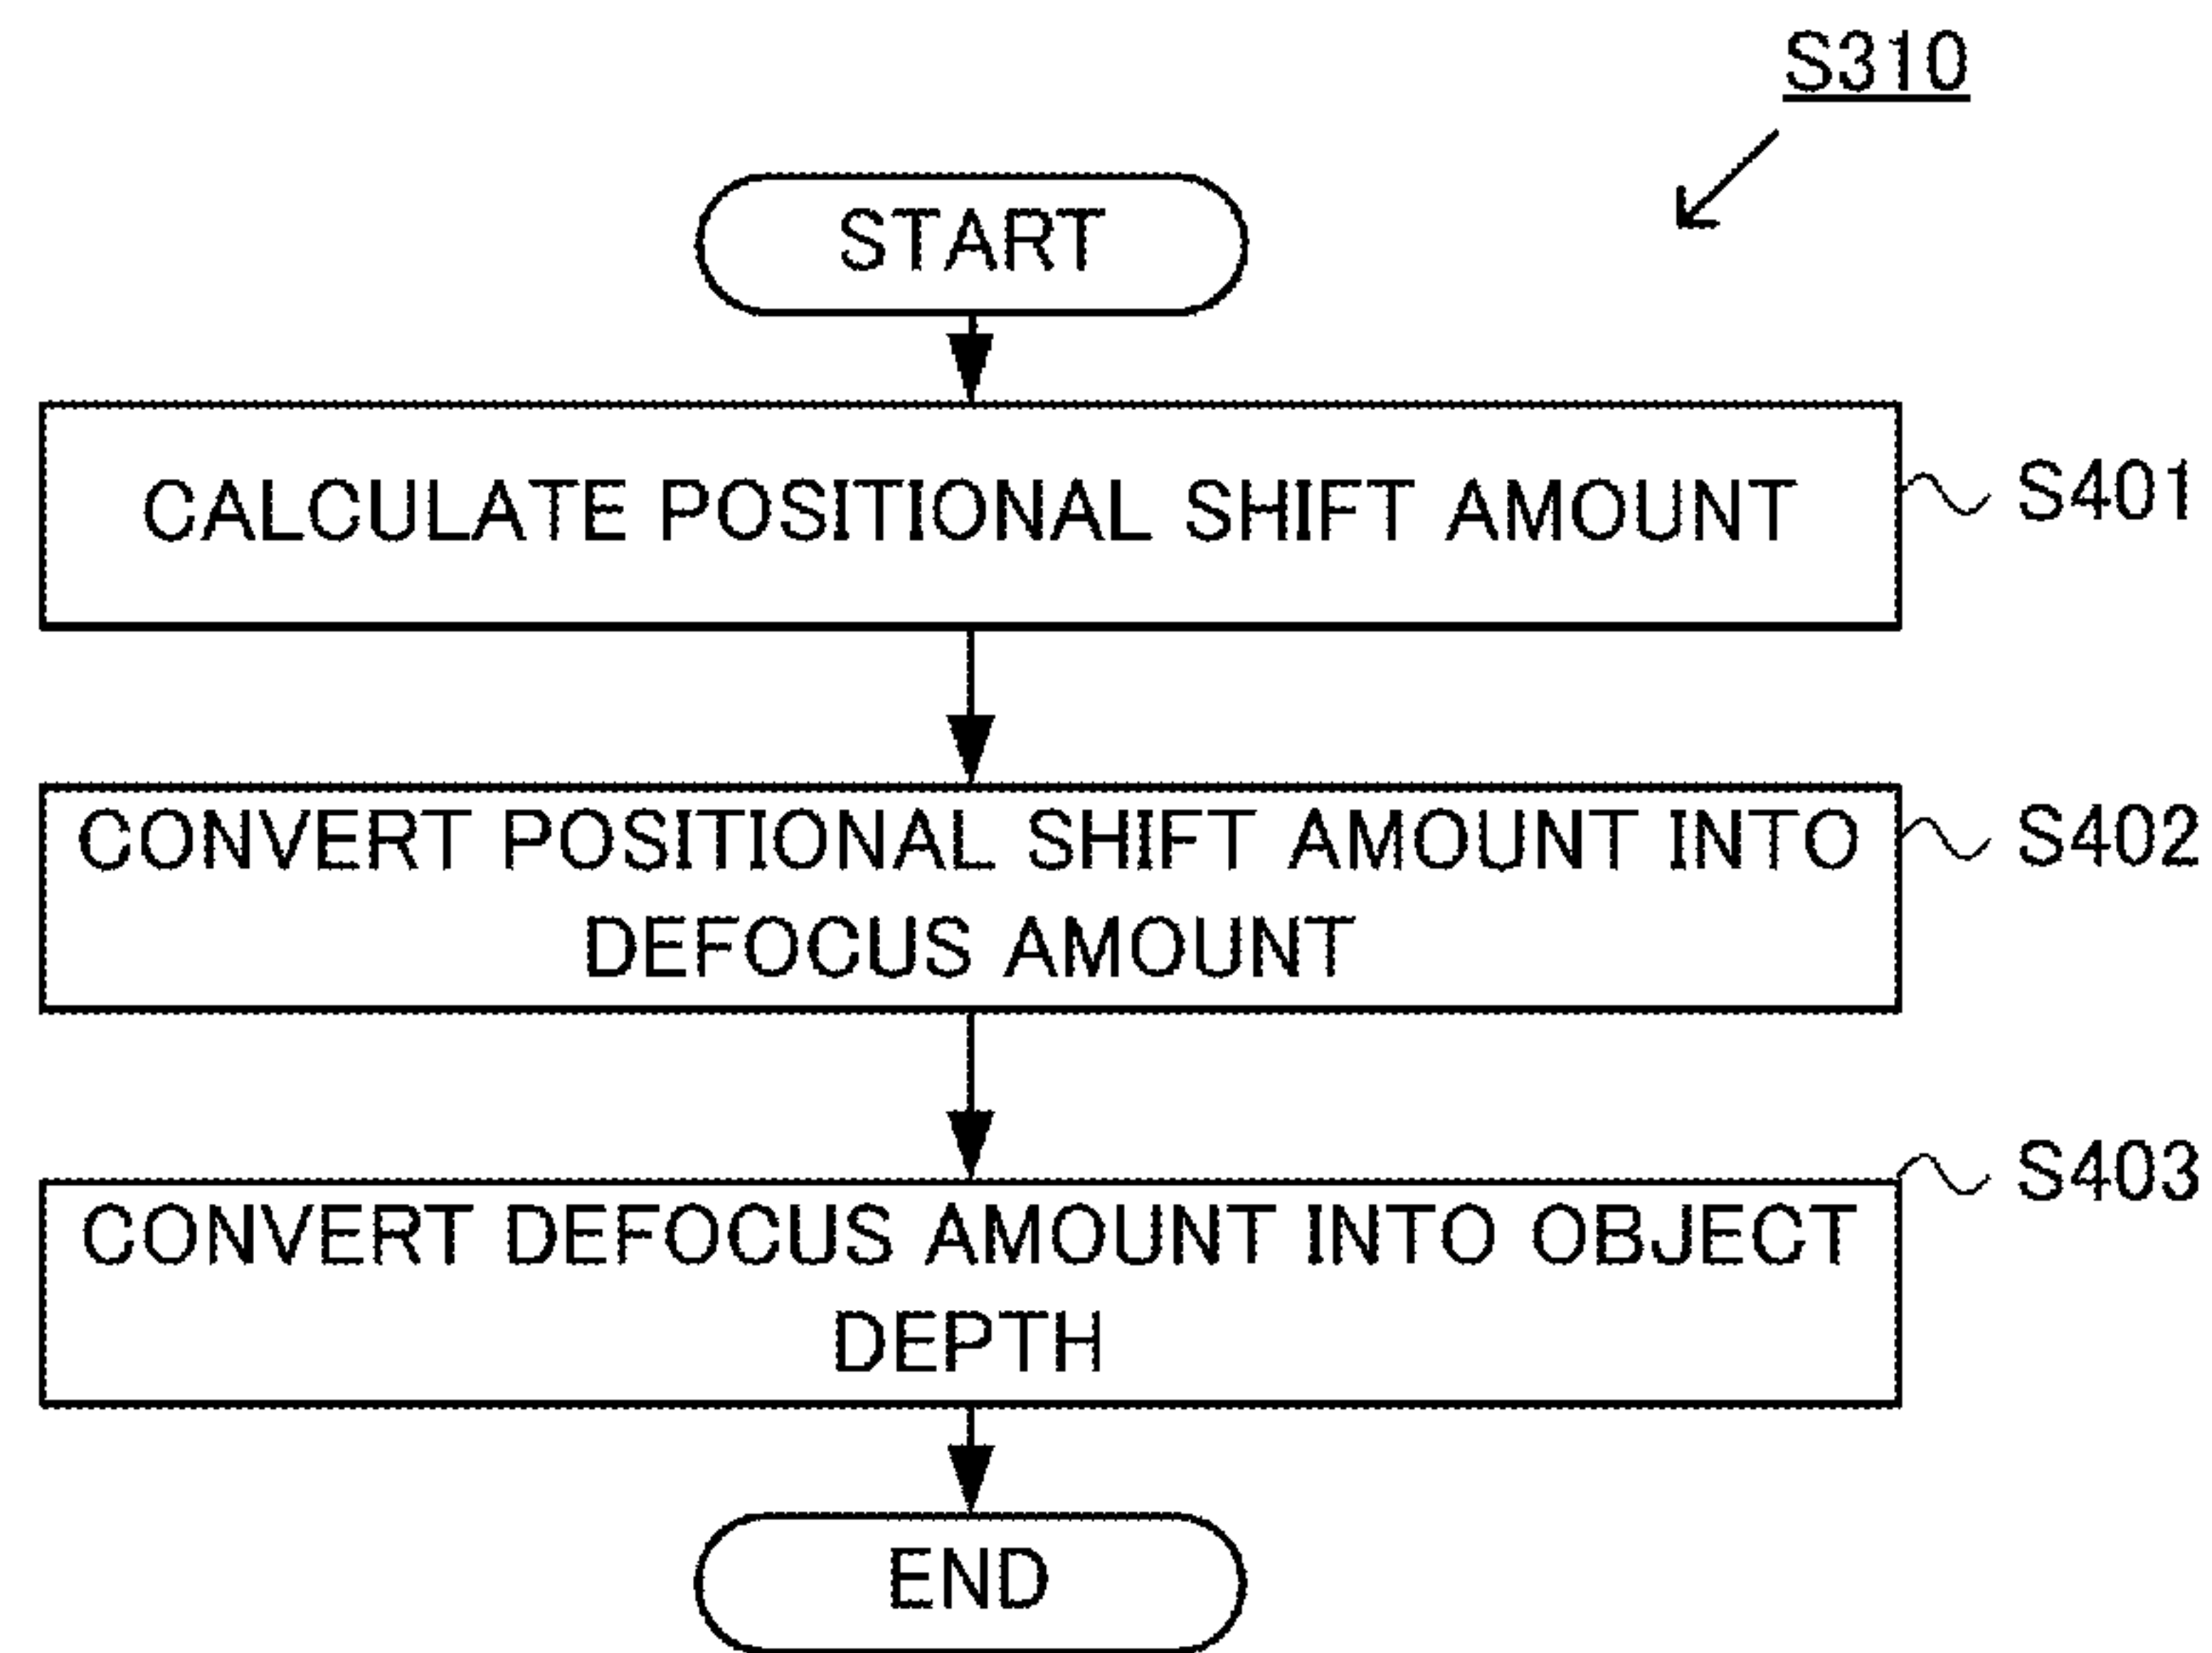 S310
START
CALCULATE POSITIONAL SHIFT AMOUNT
S401
CONVERT POSITIONAL SHIFT AMOUNT INTO
DEFOCUS AMOUNT
S402
CONVERT DEFOCUS AMOUNT INTO OBJECT
DEPTH
S403
END